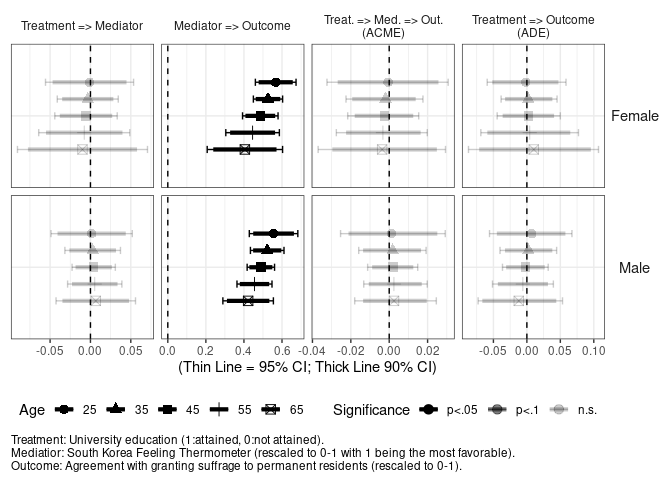 Treatment => Mediator
Mediator => Outcome
Treat. => Med. => Out.
(ACME)
Treatment => Outcome
(ADE)
Female
Male
-0.05 0.00 0.05
0.0 0.2 0.4 0.6
-0.04 -0.02 0.00 0.02
-0.05 0.00 0.05 0.10
(Thin Line = 95% CI; Thick Line 90% CI)
Age 25 35 45 55 65 Significance p<.05 p<.1 n.s.
Treatment: University education (1:attained, 0:not attained).
Mediatior: South Korea Feeling Thermometer (rescaled to 0-1 with 1 being the most favorable).
Outcome: Agreement with granting suffrage to permanent residents (rescaled to 0-1).